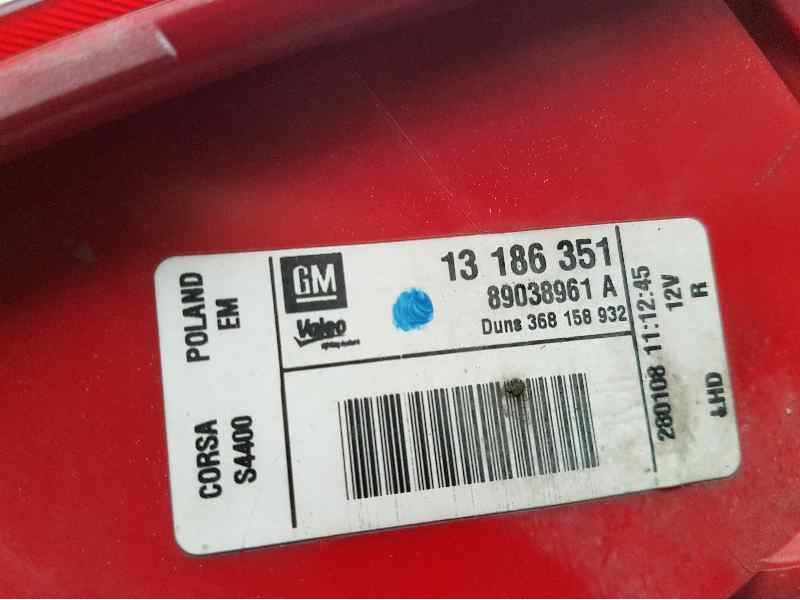 CORSA POLAND
S4400 EM
GM
Valeo
13 186 351
89038961 A
Duns 368 158 932
280108 11:12:45
12V
LHD R